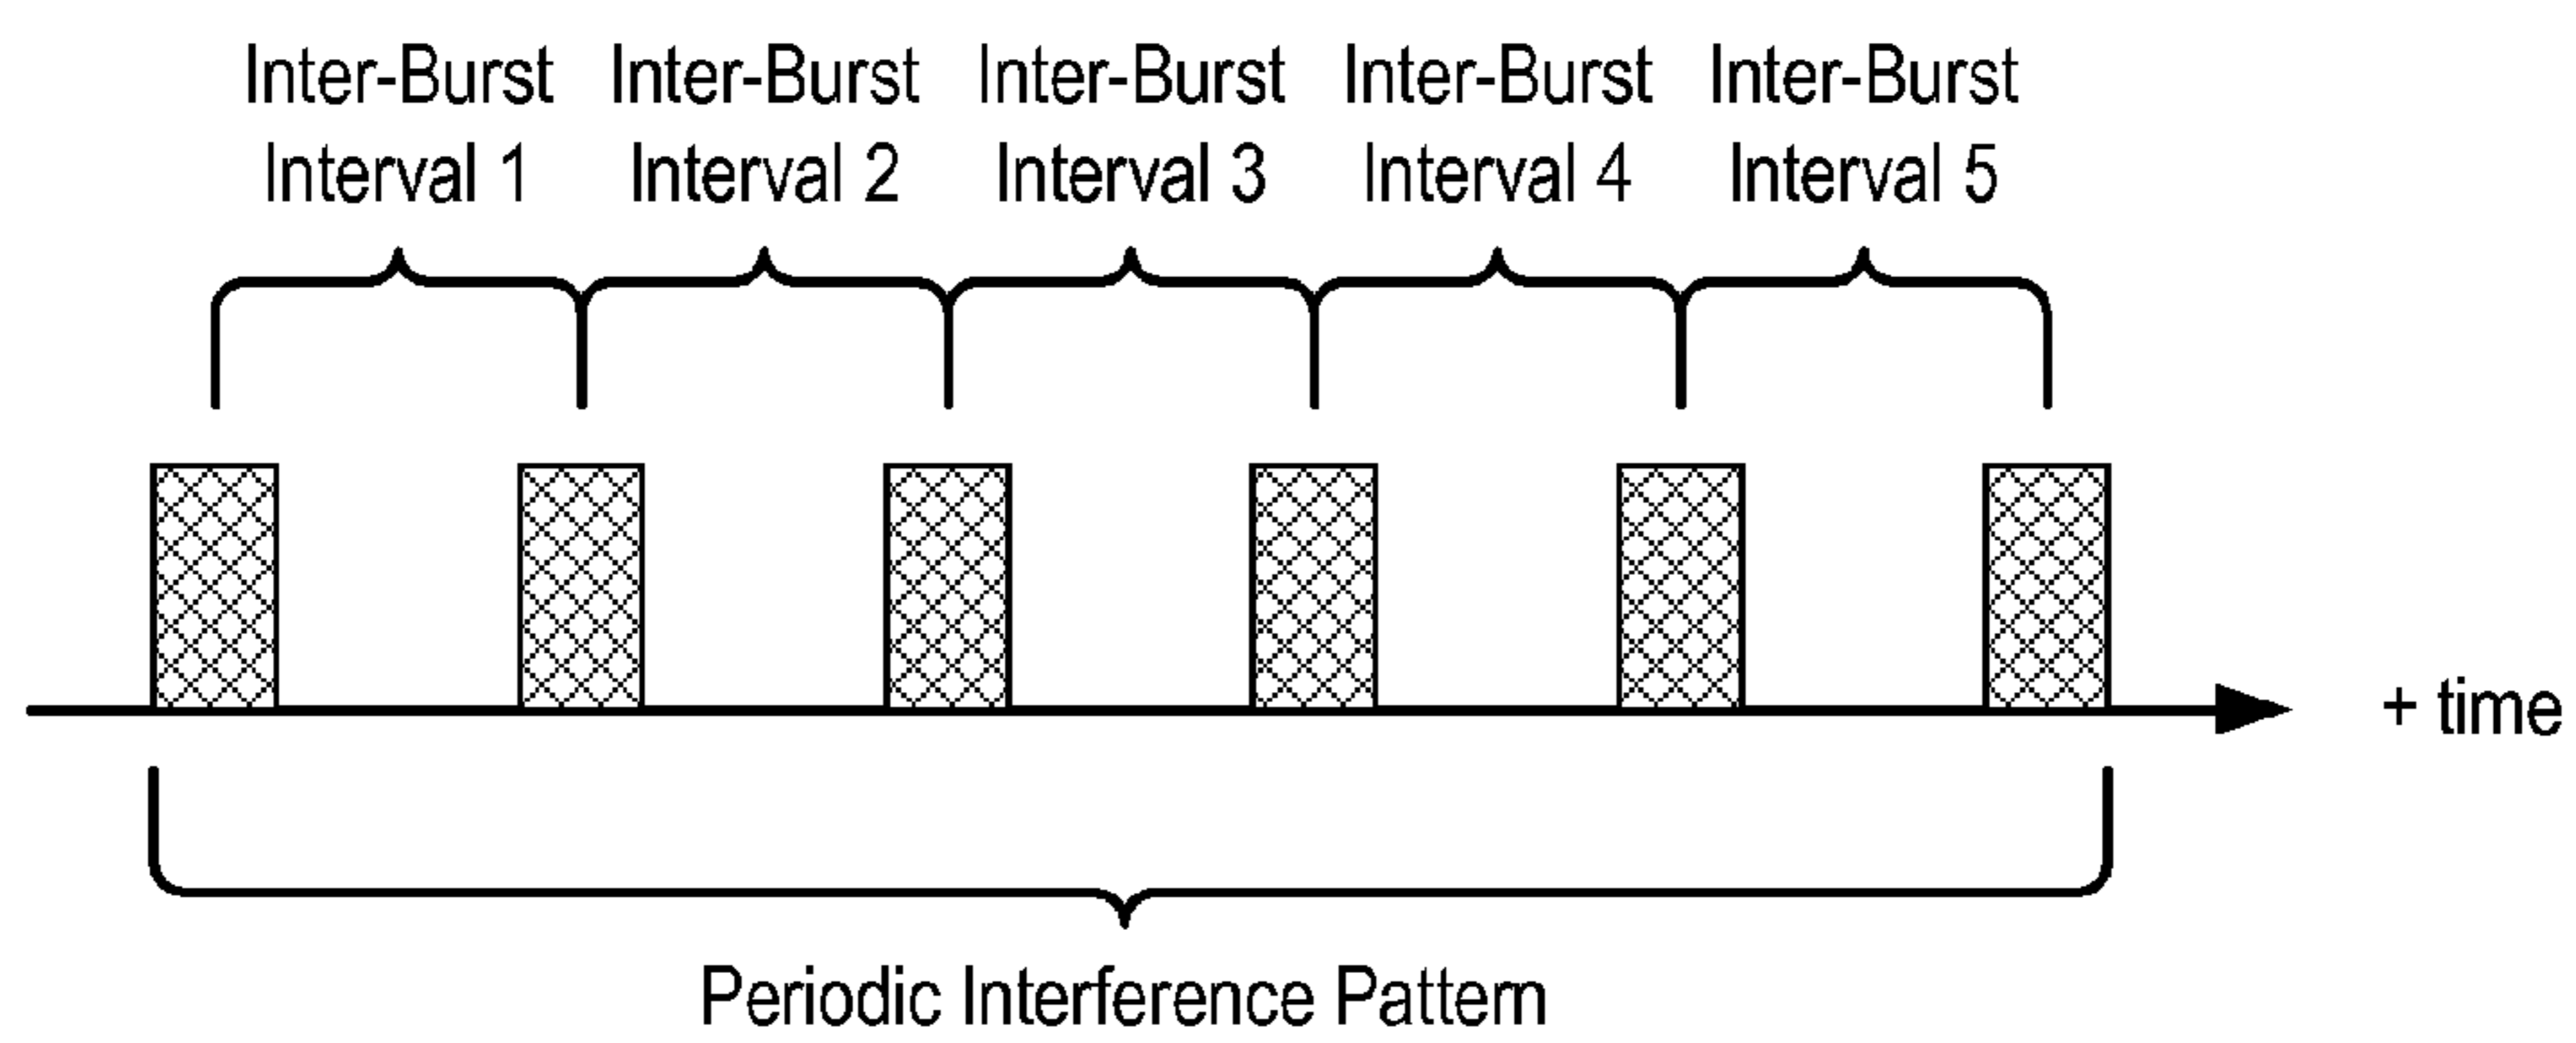 Inter-Burst Inter-Burst Inter-Burst Inter-Burst Inter-Burst
Interval 1 Interval 2 Interval 3 Interval 4 Interval 5
+ time
Periodic Interference Pattern